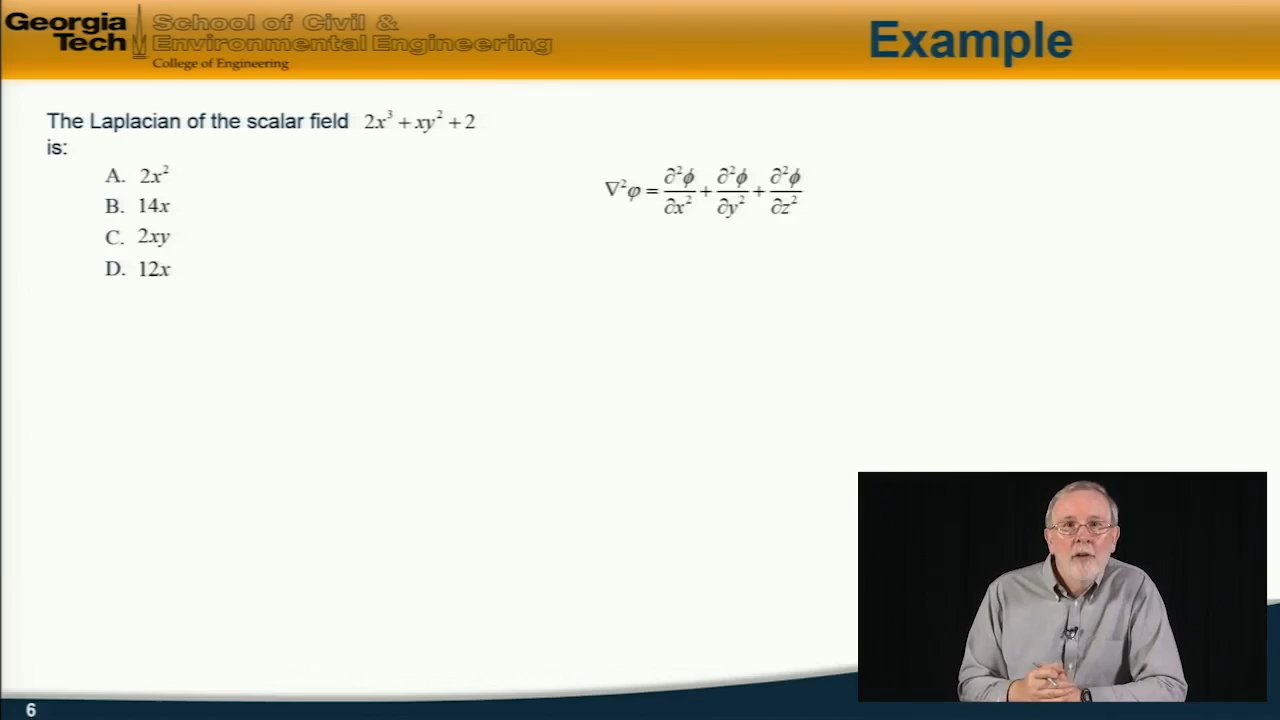 Georgia Tech
School of Civil &
Environmental Engineering
College of Engineering
Example
The Laplacian of the scalar field 2x³ + xy² + 2
is:
A. 2x²
B. 14x
C. 2xy
D. 12x
∇²φ = ∂²ϕ/∂x² + ∂²ϕ/∂y² + ∂²ϕ/∂z²
6